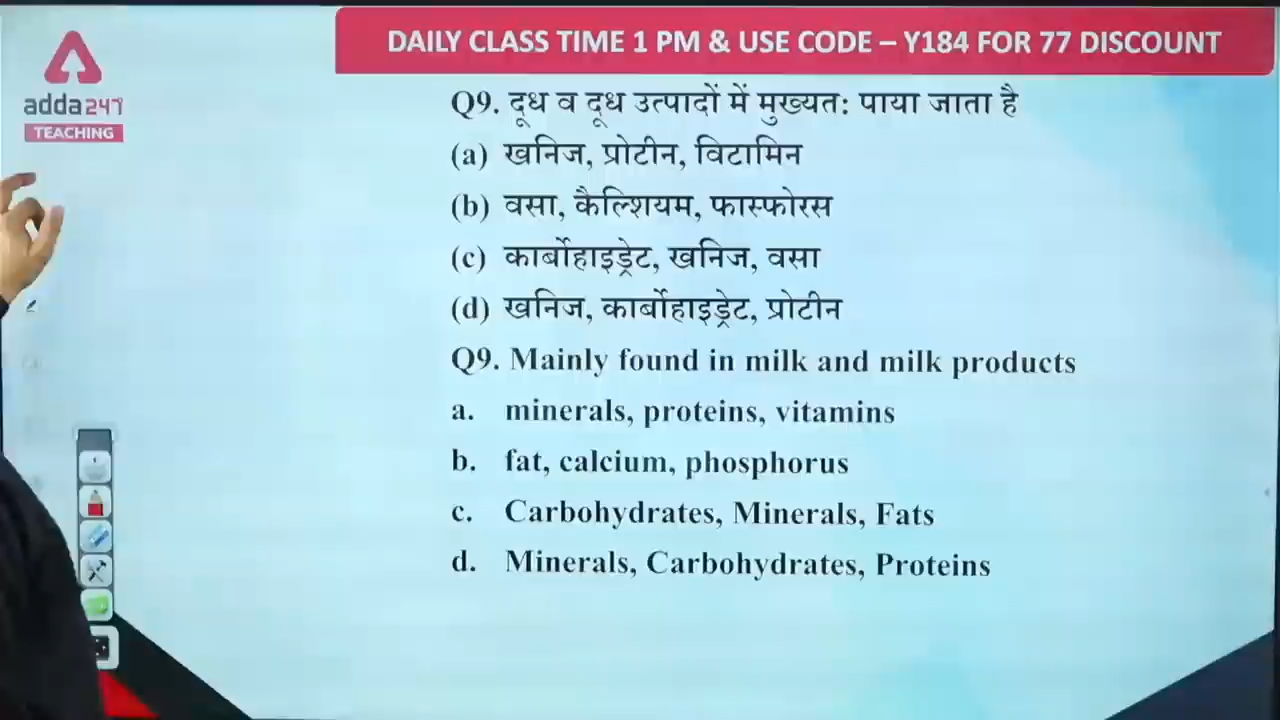 DAILY CLASS TIME 1 PM & USE CODE – Y184 FOR 77 DISCOUNT
adda247
TEACHING
Q9. दूध व दूध उत्पादों में मुख्यत: पाया जाता है
(a) खनिज, प्रोटीन, विटामिन
(b) वसा, कैल्शियम, फास्फोरस
(c) कार्बोहाइड्रेट, खनिज, वसा
(d) खनिज, कार्बोहाइड्रेट, प्रोटीन
Q9. Mainly found in milk and milk products
a. minerals, proteins, vitamins
b. fat, calcium, phosphorus
c. Carbohydrates, Minerals, Fats
d. Minerals, Carbohydrates, Proteins